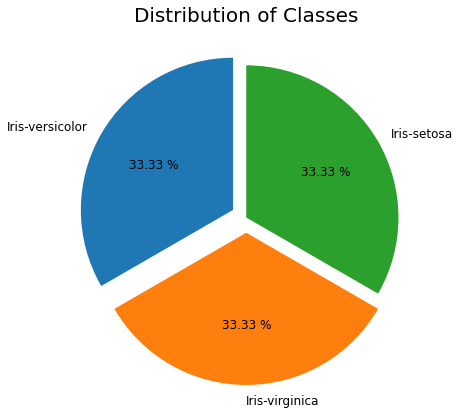 Distribution of Classes
Iris-versicolor
Iris-setosa
33.33 %
33.33 %
33.33 %
Iris-virginica